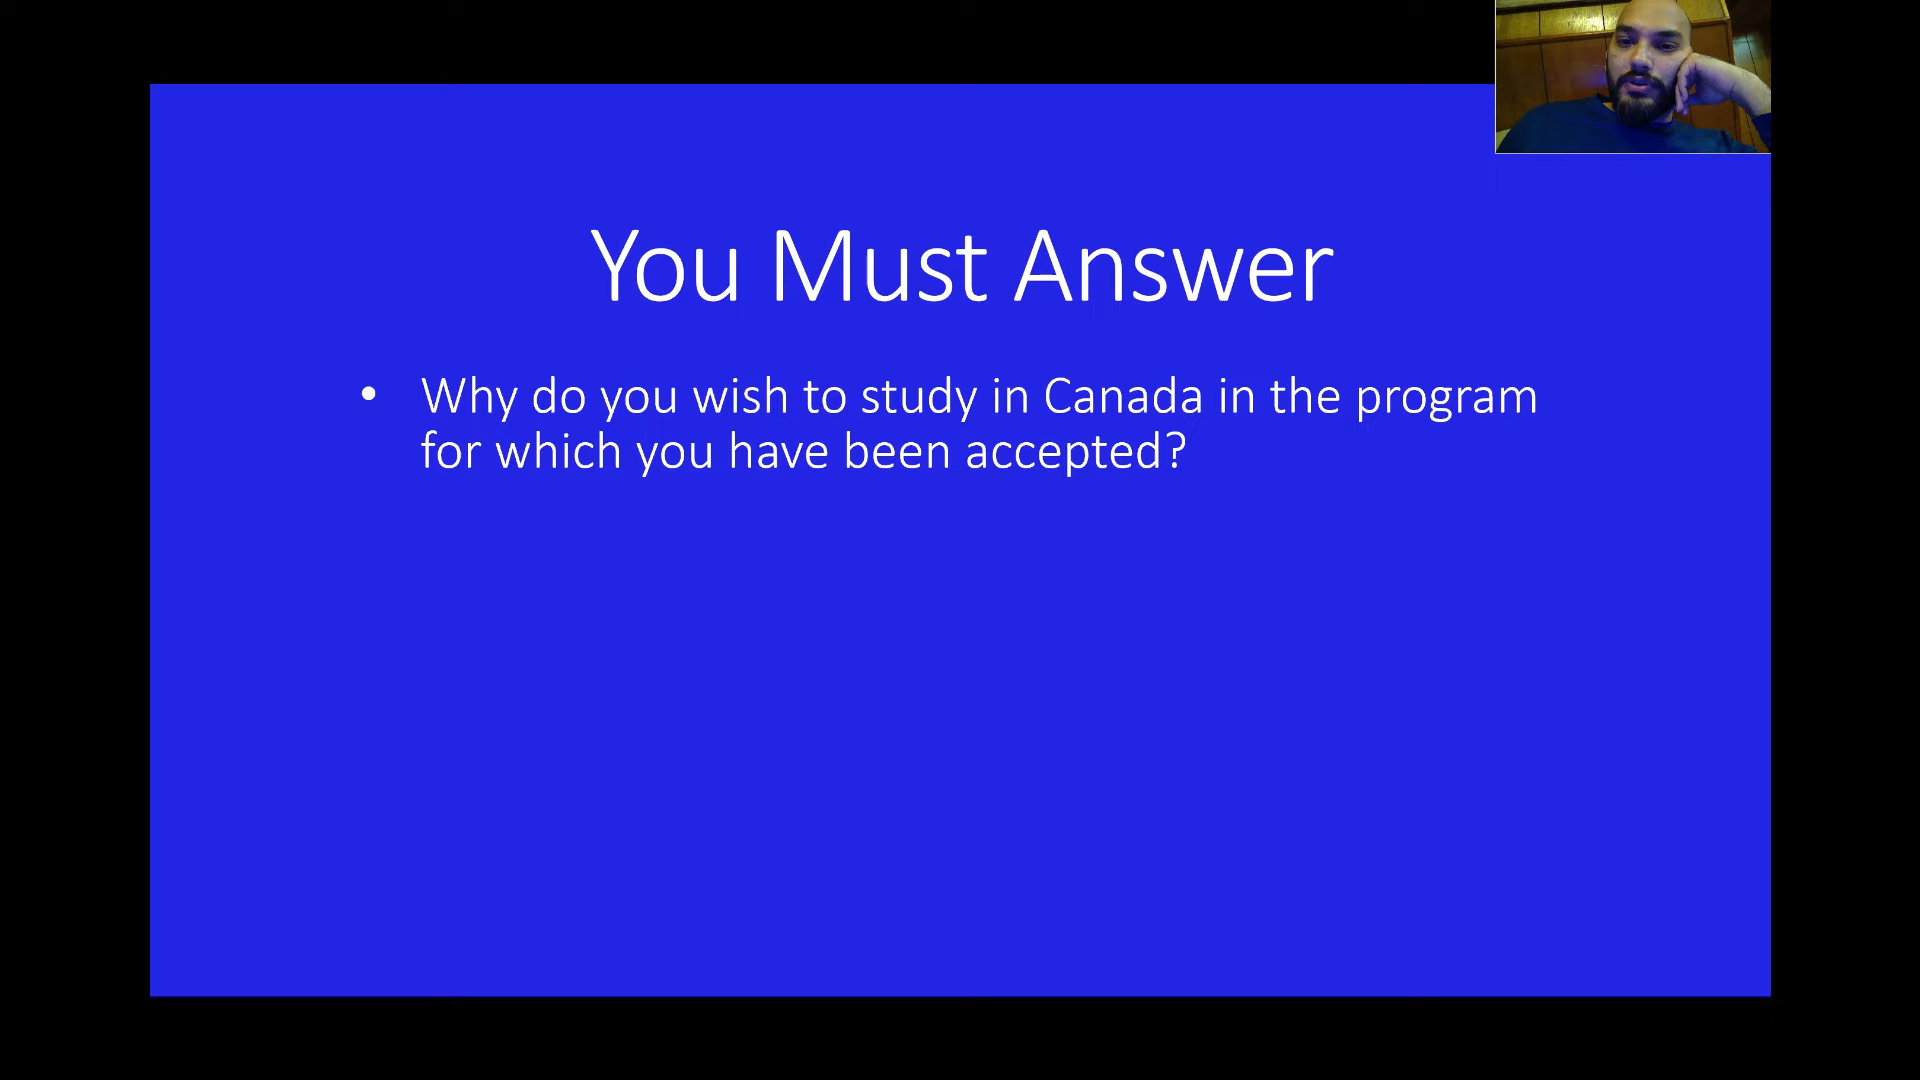 You Must Answer
• Why do you wish to study in Canada in the program
for which you have been accepted?